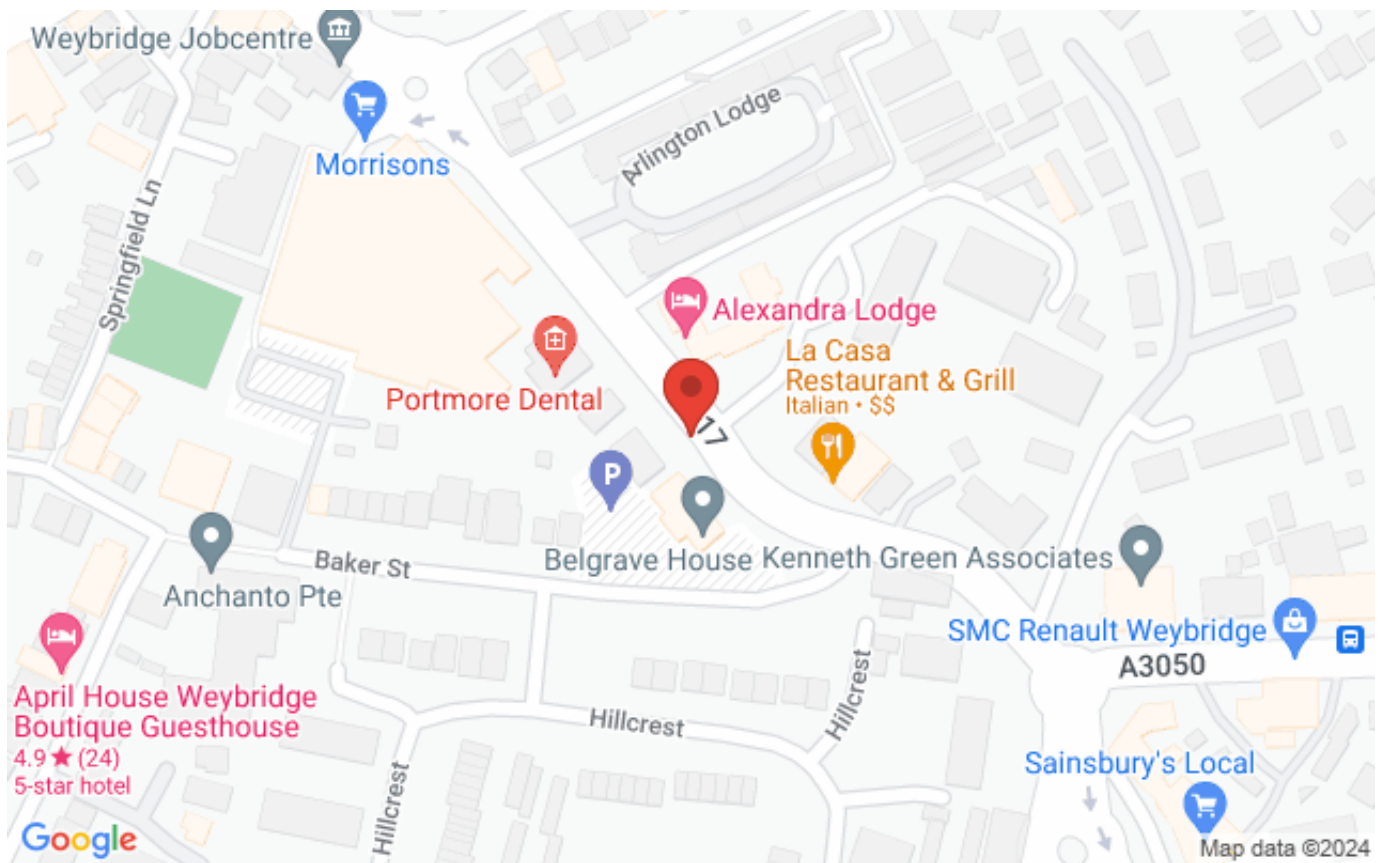 Weybridge Jobcentre
Morrisons
Arlington Lodge
Springfield Ln
Alexandra Lodge
La Casa
Restaurant & Grill
Italian • $$
Portmore Dental
17
P
Belgrave House
Kenneth Green Associates
Baker St
Anchanto Pte
SMC Renault Weybridge
A3050
April House Weybridge
Boutique Guesthouse
4.9 ★ (24)
5-star hotel
Hillcrest
Hillcrest
Hillcrest
Sainsbury's Local
Google
Map data ©2024